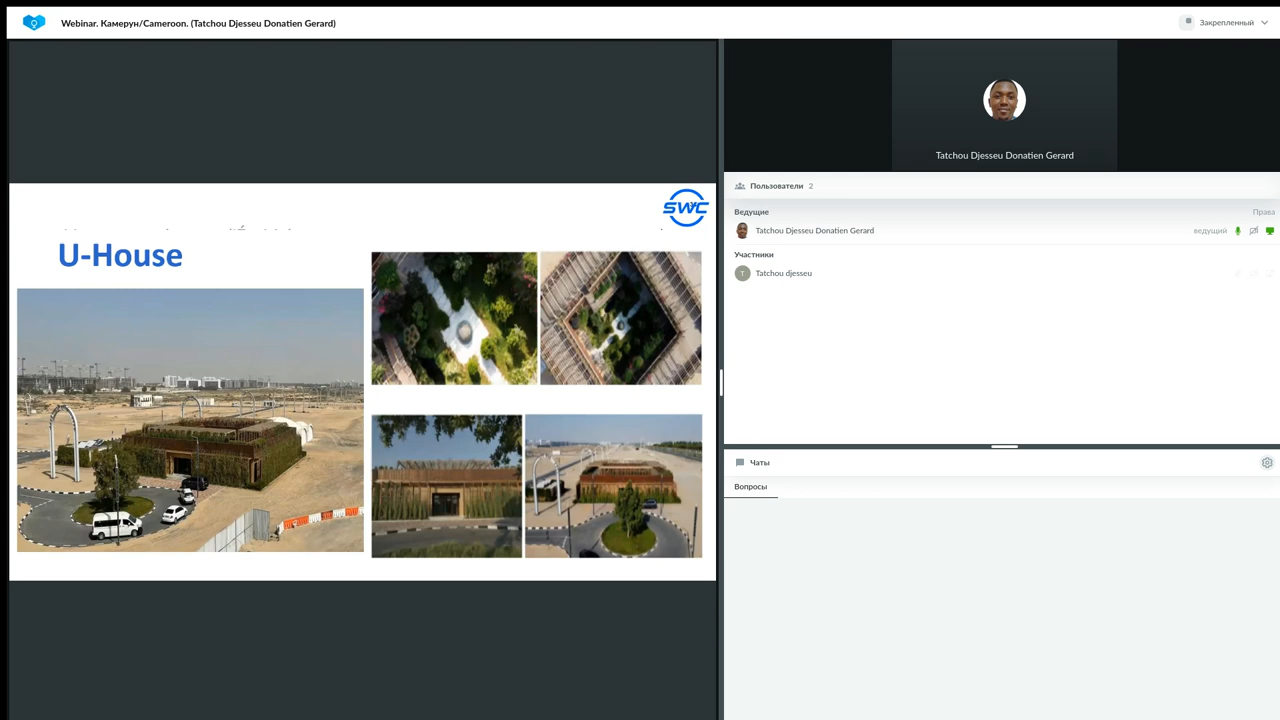 Webinar. Камерун/Cameroon. (Tatchou Djesseu Donatien Gerard)
Закрепленный
SWC
U-House
Tatchou Djesseu Donatien Gerard
Пользователи 2
Ведущие
Права
Tatchou Djesseu Donatien Gerard
ведущий
Участники
T
Tatchou djesseu
Чаты
Вопросы